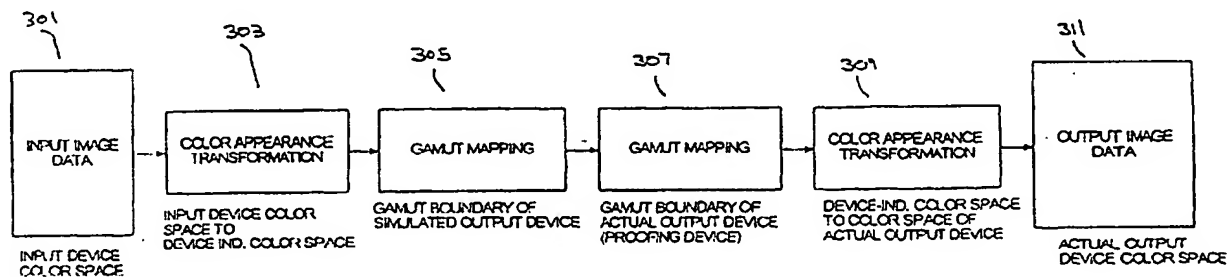 301
303
305
307
309
311
INPUT IMAGE
DATA
COLOR APPEARANCE
TRANSFORMATION
GAMUT MAPPING
GAMUT MAPPING
COLOR APPEARANCE
TRANSFORMATION
OUTPUT IMAGE
DATA
INPUT DEVICE
COLOR SPACE
INPUT DEVICE COLOR
SPACE TO
DEVICE IND. COLOR SPACE
GAMUT BOUNDARY OF
SIMULATED OUTPUT DEVICE
GAMUT BOUNDARY OF
ACTUAL OUTPUT DEVICE
(PROOFING DEVICE)
DEVICE-IND. COLOR SPACE
TO COLOR SPACE OF
ACTUAL OUTPUT DEVICE
ACTUAL OUTPUT
DEVICE COLOR SPACE